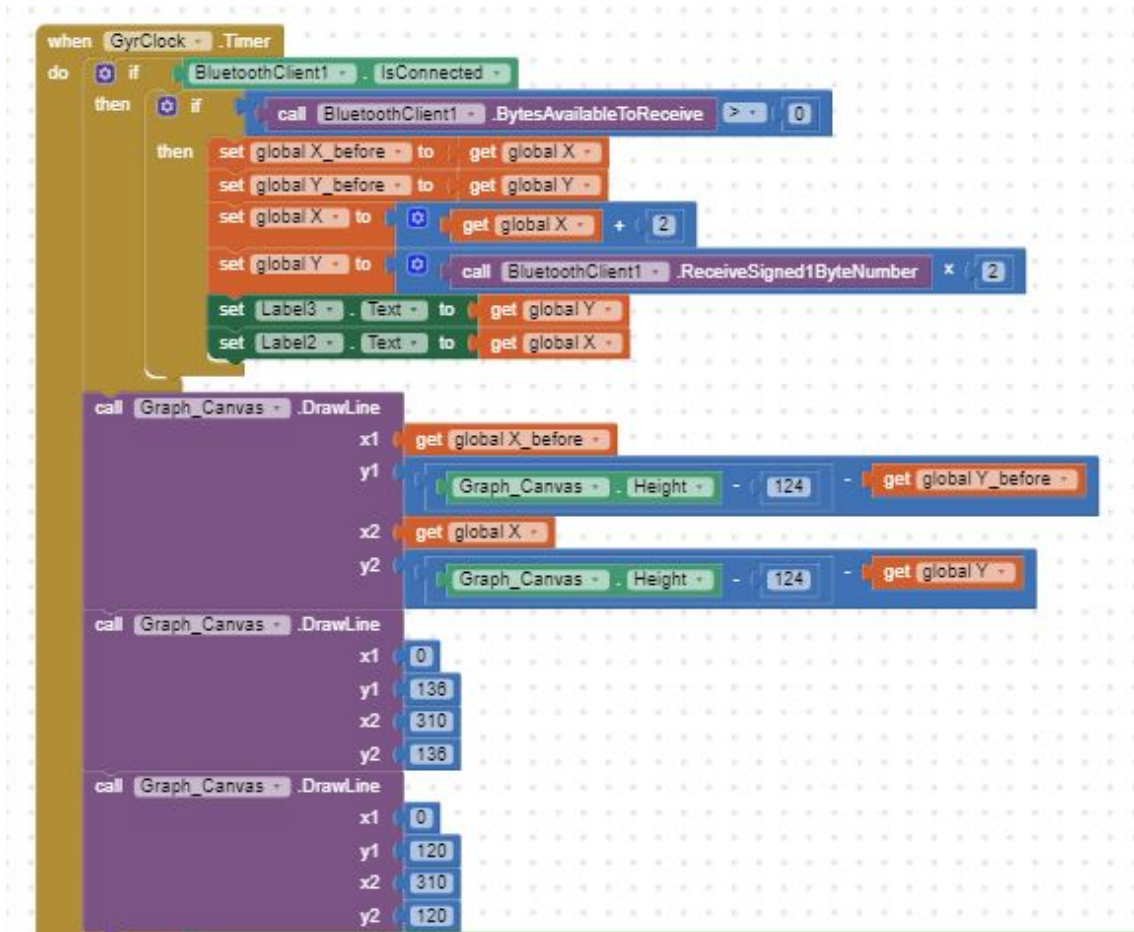 when GyrClock .Timer
do if BluetoothClient1 . IsConnected
then if call BluetoothClient1 .BytesAvailableToReceive > 0
then set global X_before to get global X
set global Y_before to get global Y
set global X to get global X + 2
set global Y to call BluetoothClient1 .ReceiveSigned1ByteNumber × 2
set Label3 . Text to get global Y
set Label2 . Text to get global X
call Graph_Canvas .DrawLine
x1 get global X_before
y1 Graph_Canvas . Height - 124 - get global Y_before
x2 get global X
y2 Graph_Canvas . Height - 124 - get global Y
call Graph_Canvas .DrawLine
x1 0
y1 136
x2 310
y2 136
call Graph_Canvas .DrawLine
x1 0
y1 120
x2 310
y2 120